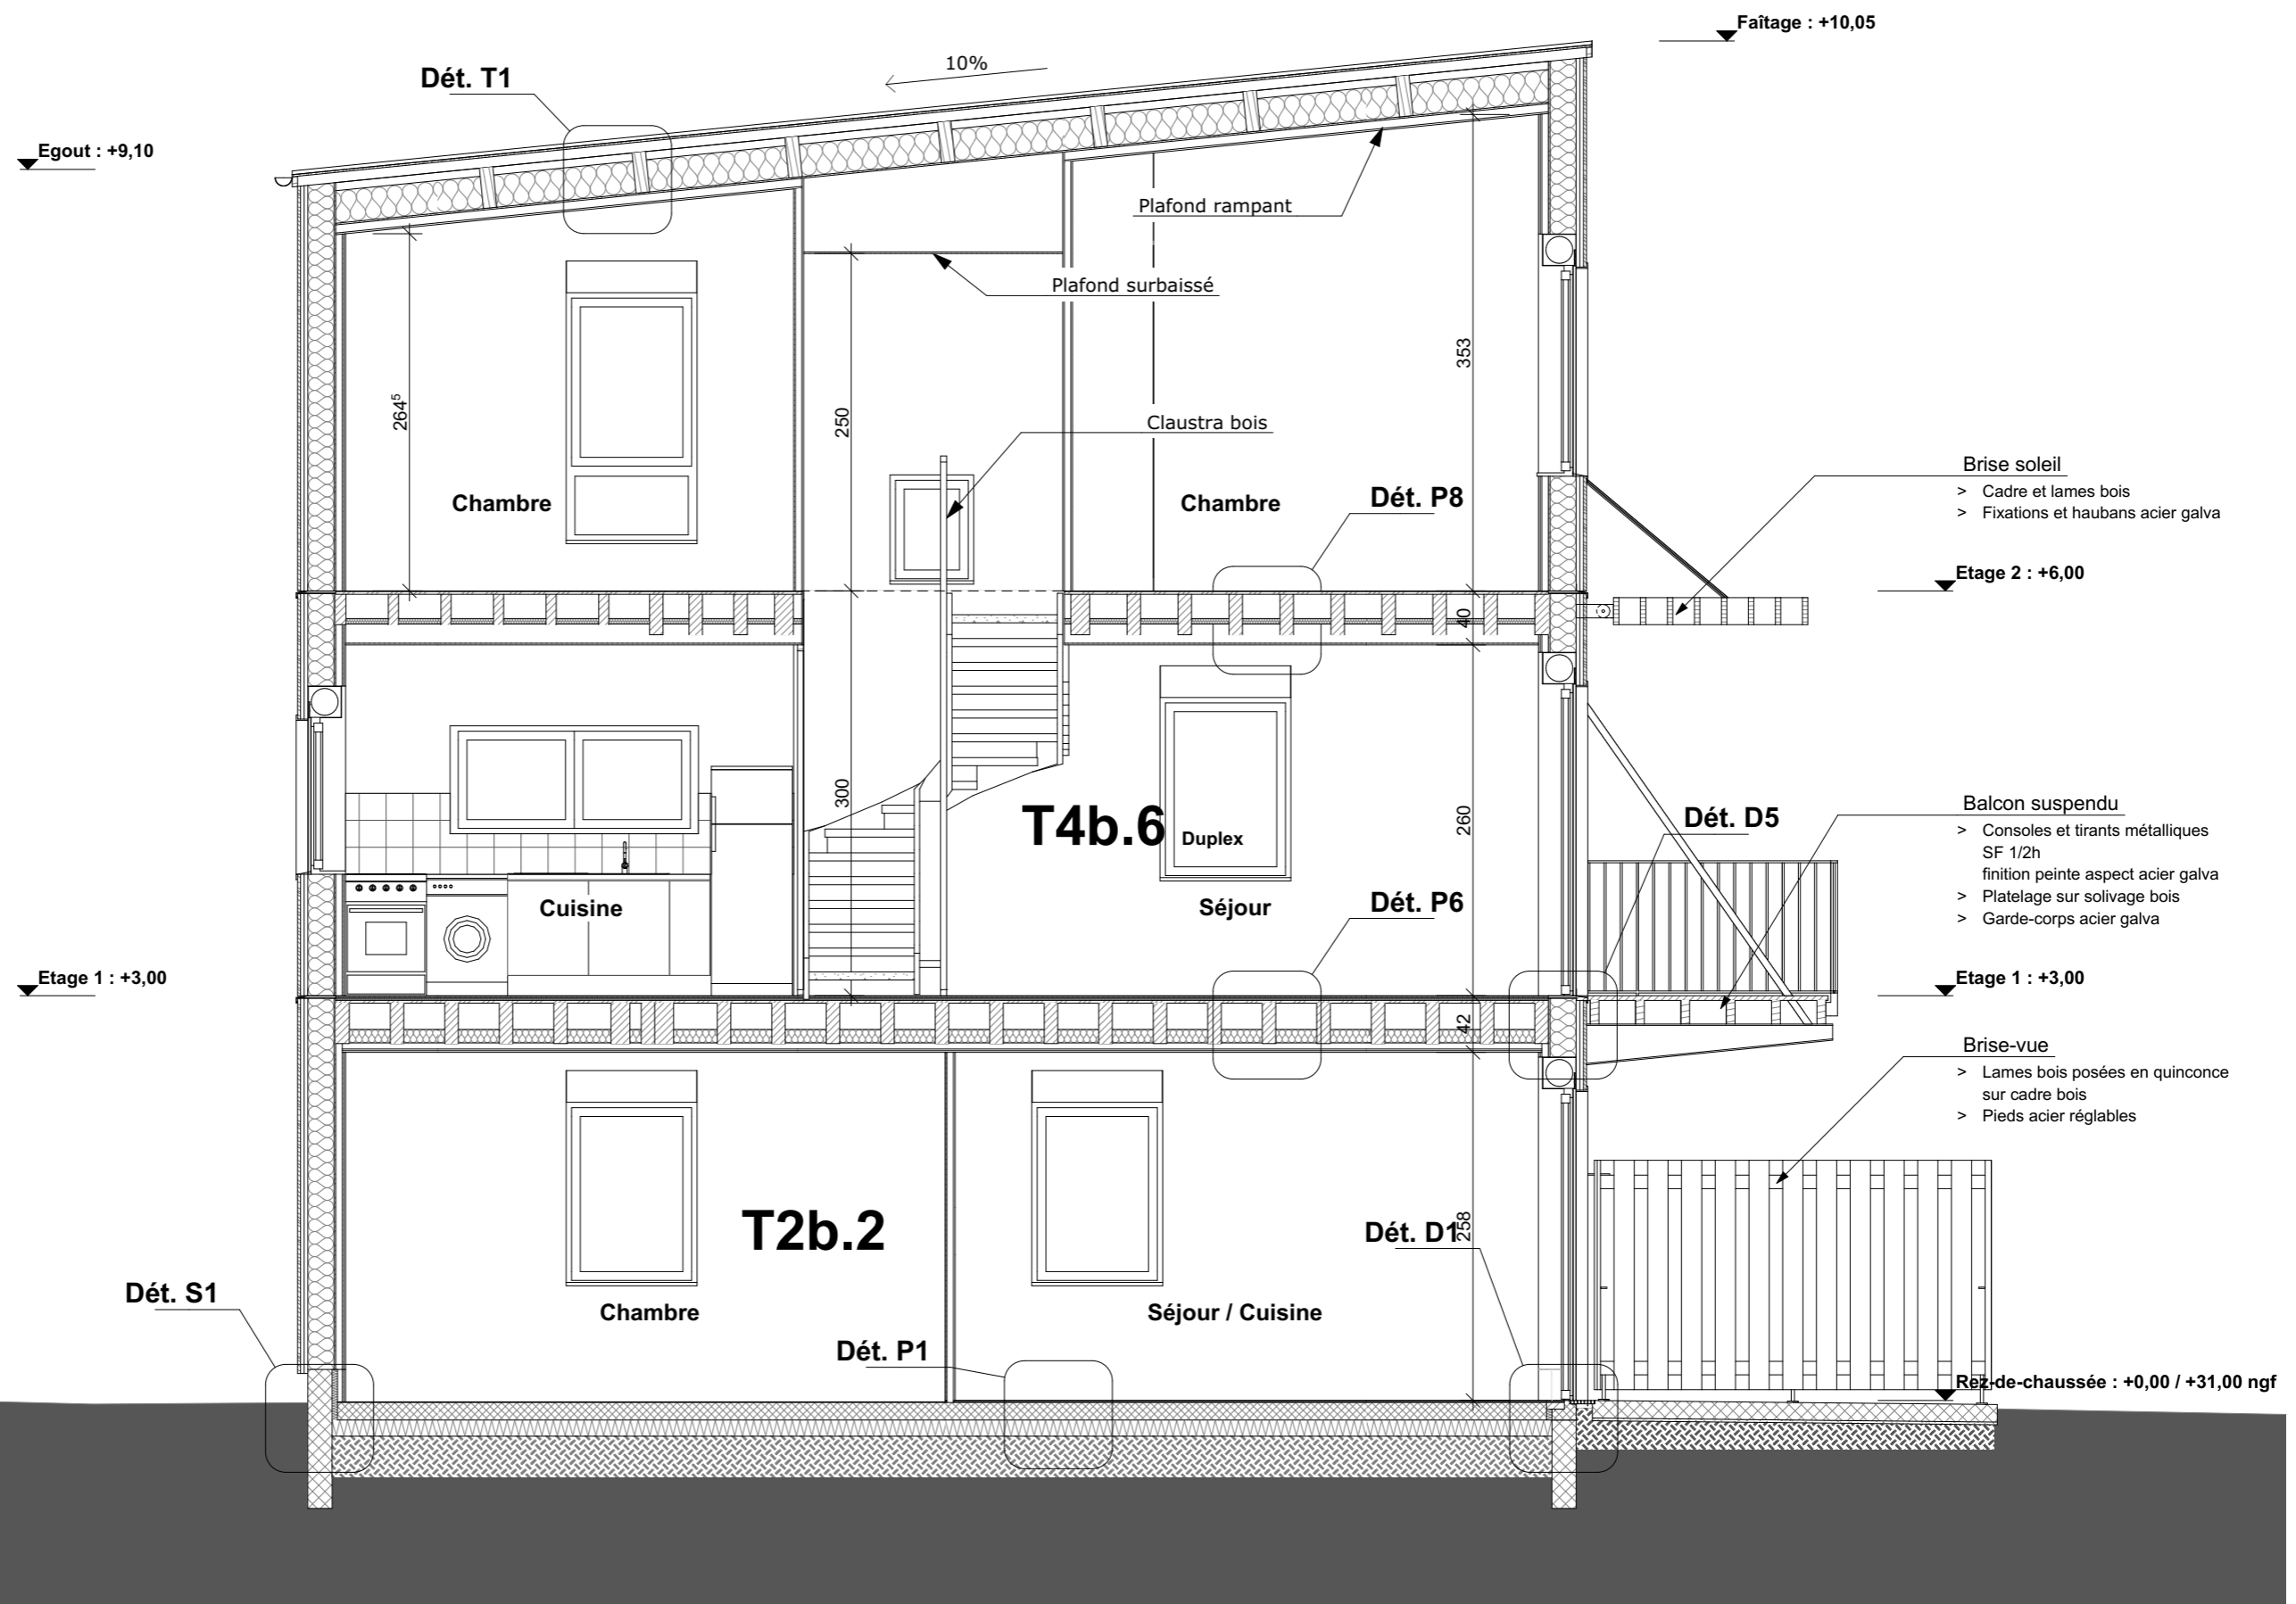 Faîtage : +10,05
10%
Dét. T1
Egout : +9,10
Plafond rampant
Plafond surbaissé
353
264⁵
250
Claustra bois
Brise soleil
> Cadre et lames bois
> Fixations et haubans acier galva
Chambre
Chambre
Dét. P8
Etage 2 : +6,00
40
300
260
T4b.6 Duplex
Dét. D5
Balcon suspendu
> Consoles et tirants métalliques
SF 1/2h
finition peinte aspect acier galva
> Platelage sur solivage bois
> Garde-corps acier galva
Cuisine
Séjour
Dét. P6
Etage 1 : +3,00
Etage 1 : +3,00
42
Brise-vue
> Lames bois posées en quinconce
sur cadre bois
> Pieds acier réglables
T2b.2
Dét. D1
258
Dét. S1
Chambre
Séjour / Cuisine
Dét. P1
Rez-de-chaussée : +0,00 / +31,00 ngf